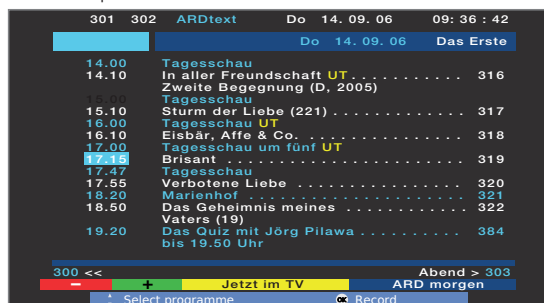 301 302 ARDtext Do 14. 09. 06 09: 36 : 42
Do 14. 09. 06 Das Erste
14.00 Tagesschau
14.10 In aller Freundschaft UT . . . . . . . . . . . 316
Zweite Begegnung (D, 2005)
15.00 Tagesschau
15.10 Sturm der Liebe (221) . . . . . . . . . . . . . 317
16.00 Tagesschau UT
16.10 Eisbär, Affe & Co. . . . . . . . . . . . . . . . 318
17.00 Tagesschau um fünf UT
17.15 Brisant . . . . . . . . . . . . . . . . . . . . . . 319
17.47 Tagesschau
17.55 Verbotene Liebe . . . . . . . . . . . . . . . . 320
18.20 Marienhof . . . . . . . . . . . . . . . . . . . . 321
18.50 Das Geheimnis meines . . . . . . . . . . . 322
Vaters (19)
19.20 Das Quiz mit Jörg Pilawa . . . . . . . . . . 384
bis 19.50 Uhr
300 << Abend > 303
− + Jetzt im TV ARD morgen
Select programme OK Record